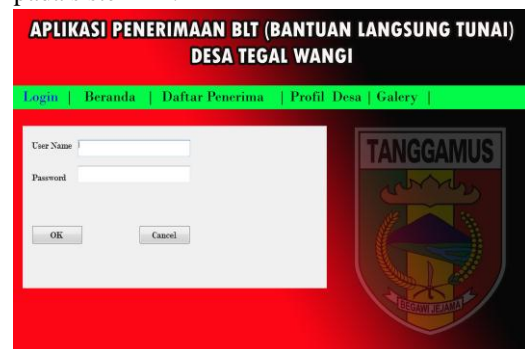 APLIKASI PENERIMAAN BLT (BANTUAN LANGSUNG TUNAI)
DESA TEGAL WANGI
Login | Beranda | Daftar Penerima | Profil Desa | Galery |
User Name
Password
OK Cancel
TANGGAMUS
BEGAWI JEJAMA